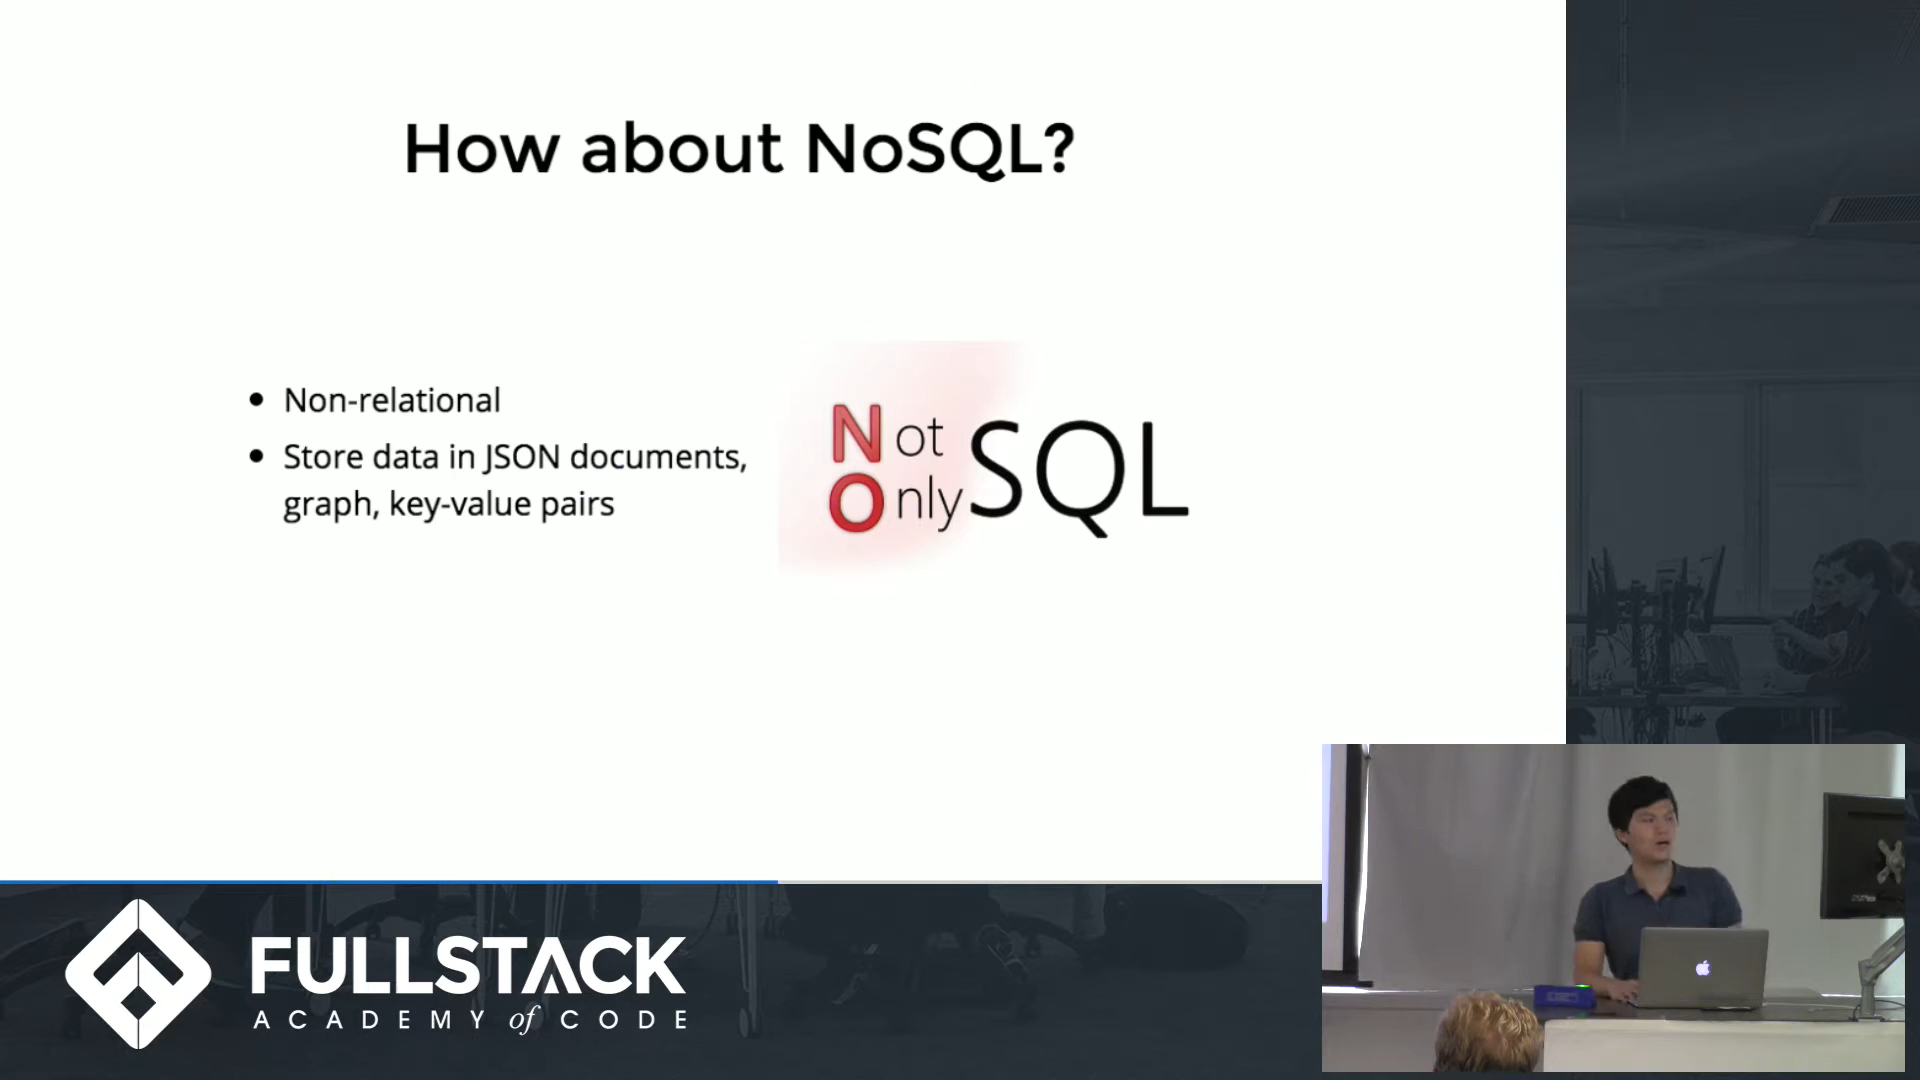 How about NoSQL?
• Non-relational
• Store data in JSON documents,
graph, key-value pairs
Not
Only SQL
FULLSTACK
ACADEMY of CODE